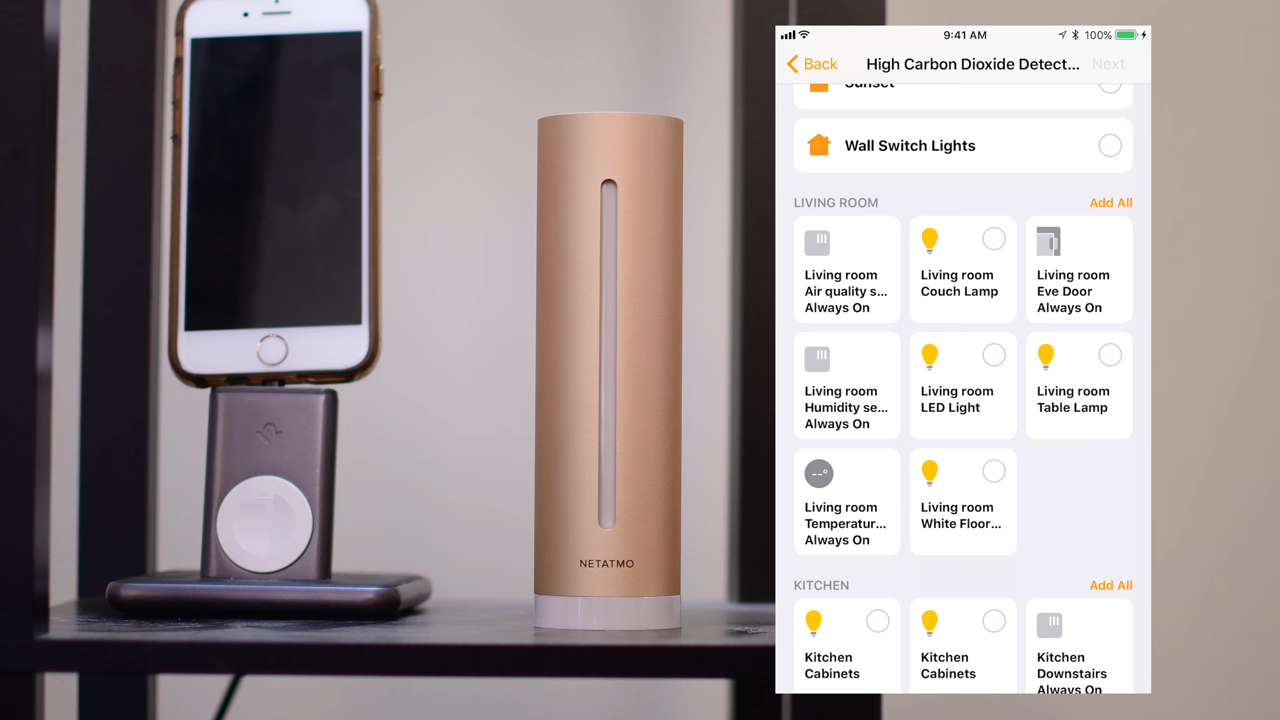 NETATMO
9:41 AM
100%
Back
High Carbon Dioxide Detect...
Next
Sunset
Wall Switch Lights
LIVING ROOM
Add All
Living room
Air quality s...
Always On
Living room
Couch Lamp
Living room
Eve Door
Always On
Living room
Humidity se...
Always On
Living room
LED Light
Living room
Table Lamp
--°
Living room
Temperatur...
Always On
Living room
White Floor...
KITCHEN
Add All
Kitchen
Cabinets
Kitchen
Cabinets
Kitchen
Downstairs
Always On